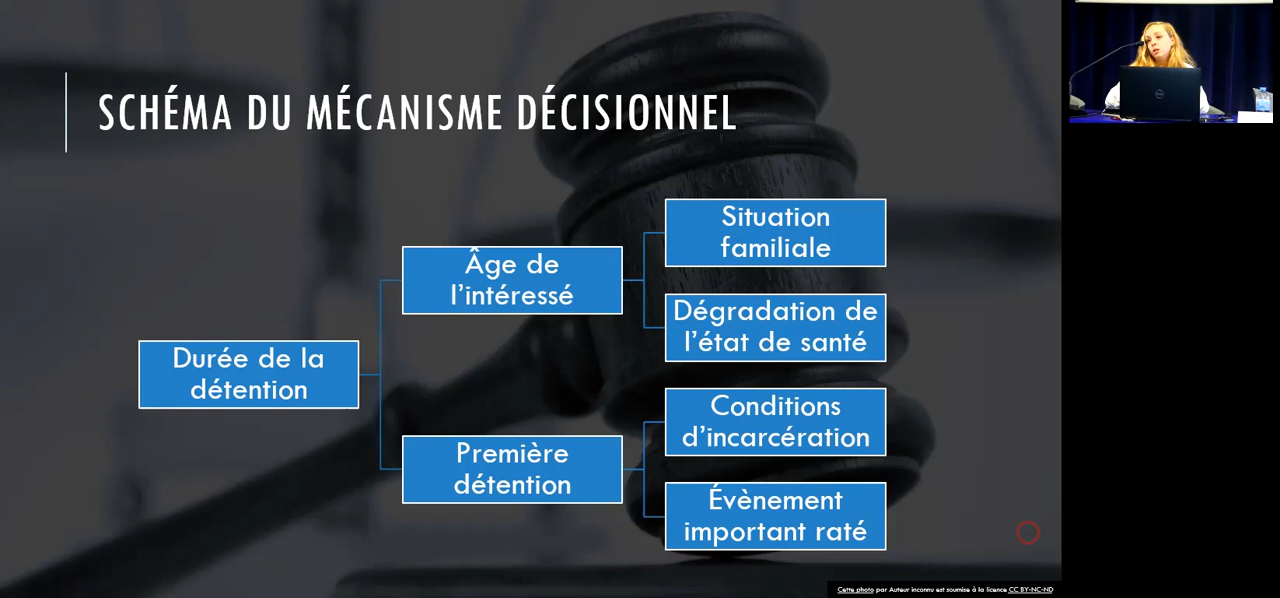 SCHÉMA DU MÉCANISME DÉCISIONNEL
Situation
familiale
Âge de
l'intéressé
Dégradation de
l'état de santé
Durée de la
détention
Conditions
d'incarcération
Première
détention
Évènement
important raté
Cette photo par Auteur inconnu est soumise à la licence CC BY-NC-ND